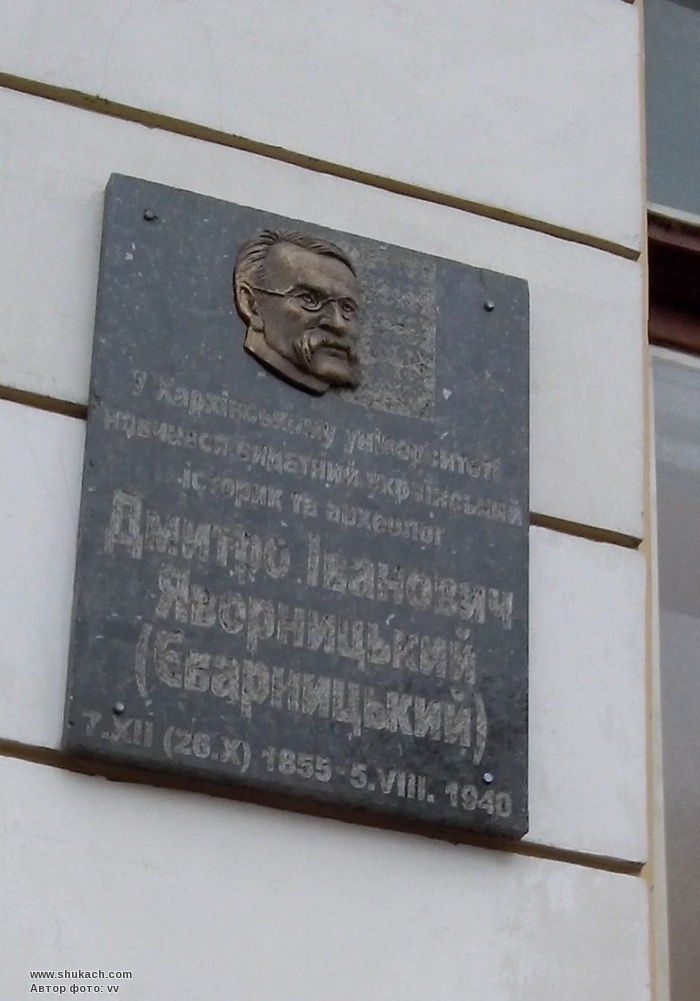 У Харківському університеті
навчався видатний український
історик та археолог
Дмитро Іванович
Яворницький
(Єварницький)
7.XII (26.X) 1855 - 5.VIII. 1940
www.shukach.com
Автор фото: vv